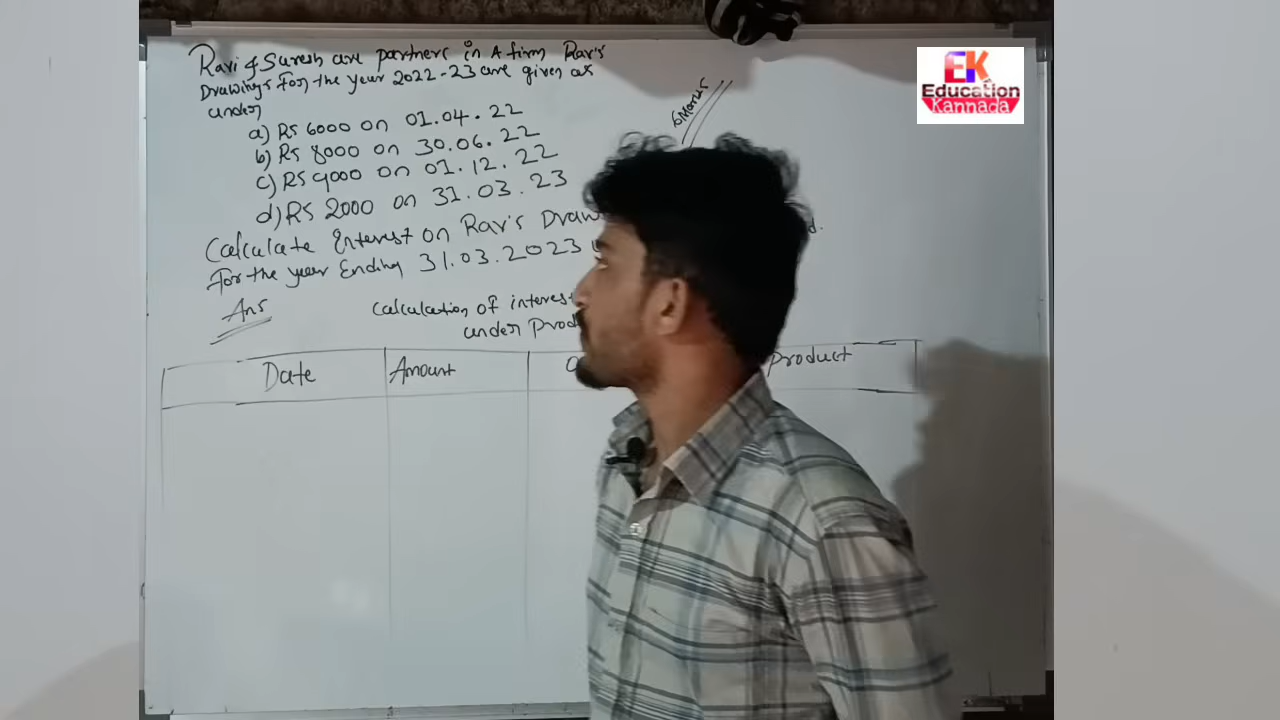 Ravi & Suresh are partners in A firm Rav's
Drawings For the year 2022-23 are given as
under
a) RS 6000 on 01.04.22
b) RS 8000 on 30.06.22
c) RS 4000 on 01.12.22
d) RS 2000 on 31.03.23
Calculate Interest on Rav's Draw
For the year Ending 31.03.2023
Ans
Calculation of interest
under Prod
Date Amount Product
EK
Education
Kannada